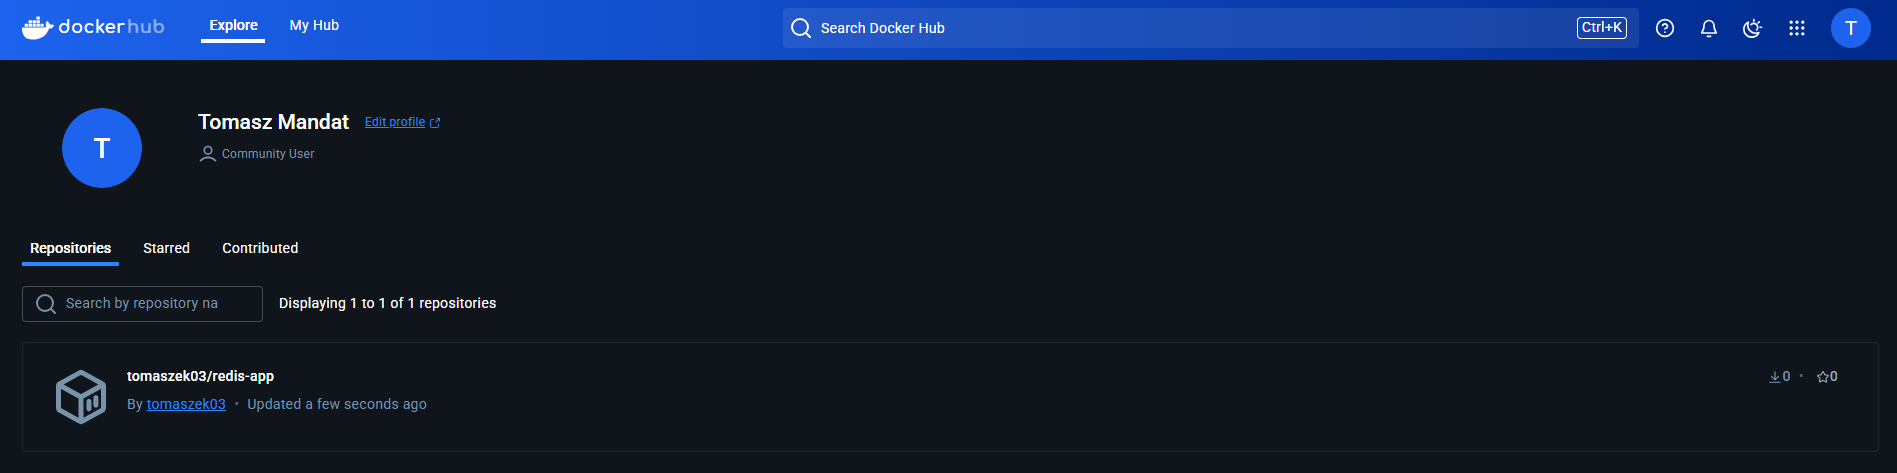 dockerhub Explore My Hub Search Docker Hub Ctrl+K T
T
Tomasz Mandat Edit profile
Community User
Repositories Starred Contributed
Search by repository na Displaying 1 to 1 of 1 repositories
tomaszek03/redis-app 0 • 0
By tomaszek03 • Updated a few seconds ago